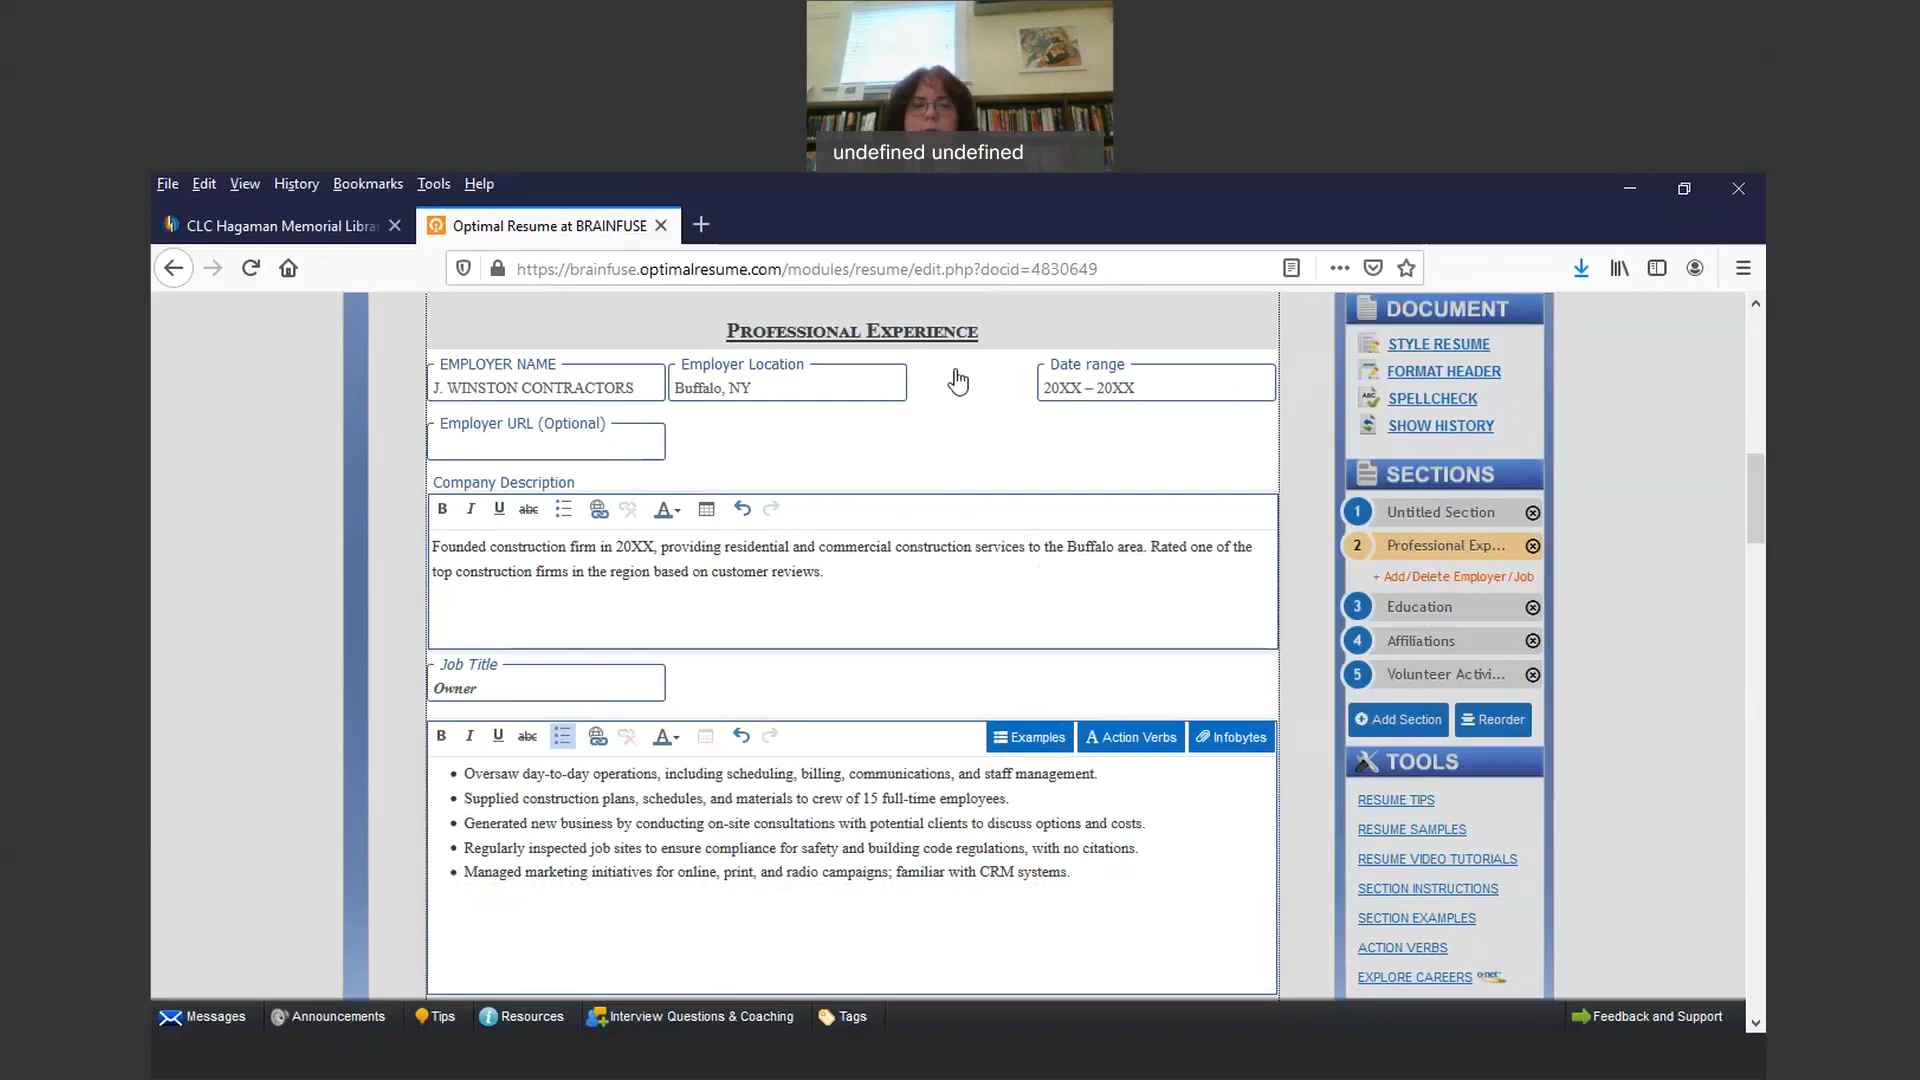 undefined undefined
File Edit View History Bookmarks Tools Help
CLC Hagaman Memorial Libra
Optimal Resume at BRAINFUSE
https://brainfuse.optimalresume.com/modules/resume/edit.php?docid=4830649
PROFESSIONAL EXPERIENCE
EMPLOYER NAME Employer Location Date range
J. WINSTON CONTRACTORS Buffalo, NY 20XX – 20XX
Employer URL (Optional)
Company Description
B I U abc A
Founded construction firm in 20XX, providing residential and commercial construction services to the Buffalo area. Rated one of the
top construction firms in the region based on customer reviews.
Job Title
Owner
B I U abc A Examples A Action Verbs Infobytes
• Oversaw day-to-day operations, including scheduling, billing, communications, and staff management.
• Supplied construction plans, schedules, and materials to crew of 15 full-time employees.
• Generated new business by conducting on-site consultations with potential clients to discuss options and costs.
• Regularly inspected job sites to ensure compliance for safety and building code regulations, with no citations.
• Managed marketing initiatives for online, print, and radio campaigns; familiar with CRM systems.
DOCUMENT
STYLE RESUME
FORMAT HEADER
ABC SPELLCHECK
SHOW HISTORY
SECTIONS
1 Untitled Section
2 Professional Exp...
+ Add/Delete Employer/Job
3 Education
4 Affiliations
5 Volunteer Activi...
Add Section Reorder
TOOLS
RESUME TIPS
RESUME SAMPLES
RESUME VIDEO TUTORIALS
SECTION INSTRUCTIONS
SECTION EXAMPLES
ACTION VERBS
EXPLORE CAREERS o*net
Messages Announcements Tips Resources Interview Questions & Coaching Tags Feedback and Support